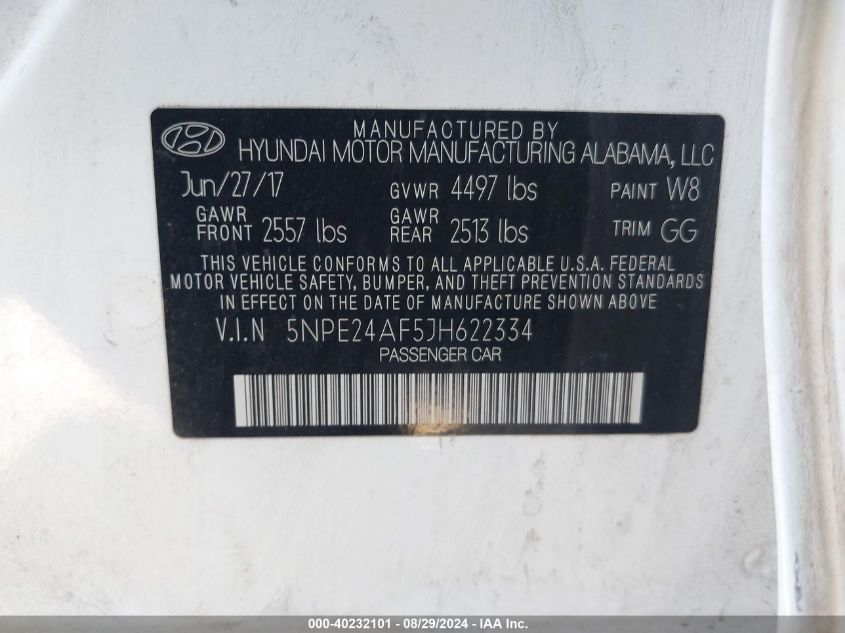 MANUFACTURED BY
HYUNDAI MOTOR MANUFACTURING ALABAMA, LLC
Jun/27/17 GVWR 4497 lbs PAINT W8
GAWR FRONT 2557 lbs GAWR REAR 2513 lbs TRIM GG
THIS VEHICLE CONFORMS TO ALL APPLICABLE U.S.A. FEDERAL
MOTOR VEHICLE SAFETY, BUMPER, AND THEFT PREVENTION STANDARDS
IN EFFECT ON THE DATE OF MANUFACTURE SHOWN ABOVE
V.I.N 5NPE24AF5JH622334
PASSENGER CAR
000-40232101 - 08/29/2024 - IAA Inc.